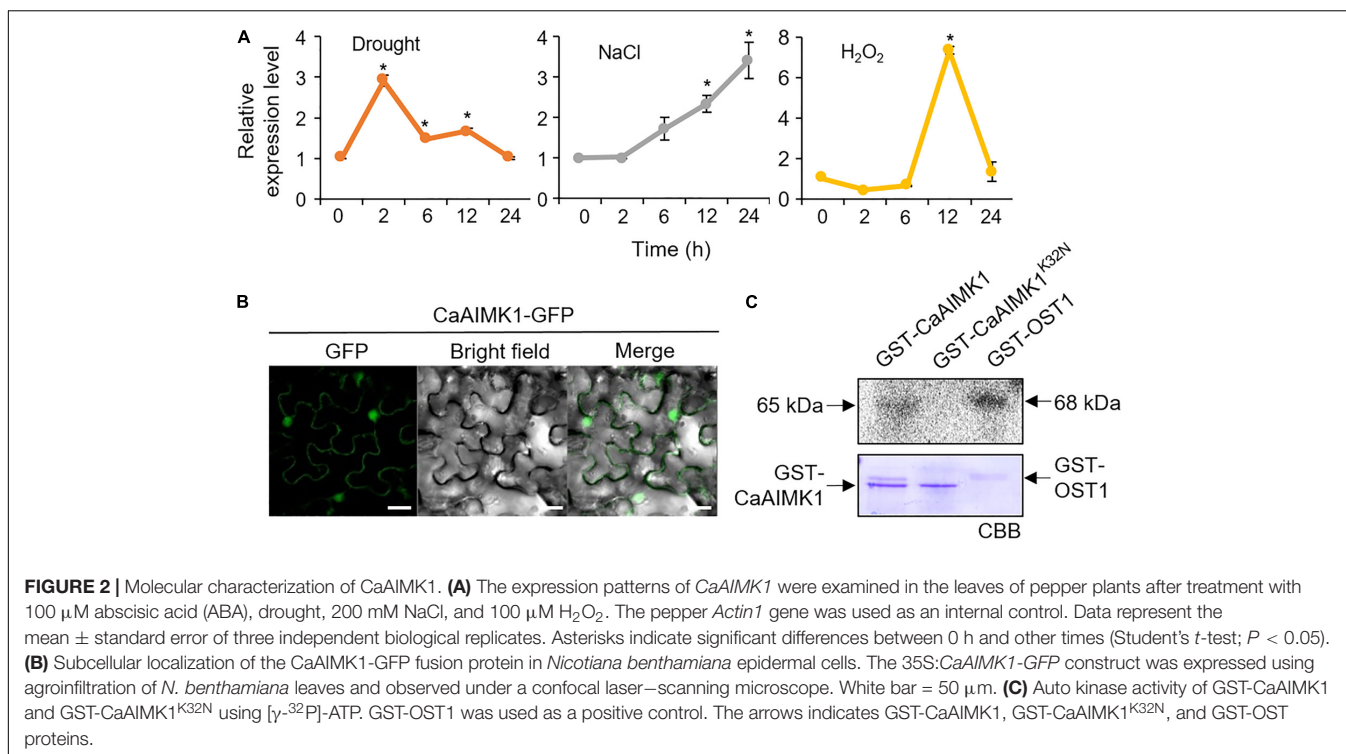 A
Relative
expression level
Drought
4
3
2
1
0
*
*
*
0 2 6 12 24
NaCl
4
3
2
1
0
*
*
0 2 6 12 24
H₂O₂
8
6
4
2
0
*
0 2 6 12 24
Time (h)
B
CaAIMK1-GFP
GFP Bright field Merge
C
GST-CaAIMK1
GST-CaAIMK1ᴷ³²ᴺ
GST-OST1
65 kDa
68 kDa
GST-
CaAIMK1
GST-
OST1
CBB
FIGURE 2 | Molecular characterization of CaAIMK1. (A) The expression patterns of CaAIMK1 were examined in the leaves of pepper plants after treatment with
100 μM abscisic acid (ABA), drought, 200 mM NaCl, and 100 μM H₂O₂. The pepper Actin1 gene was used as an internal control. Data represent the
mean ± standard error of three independent biological replicates. Asterisks indicate significant differences between 0 h and other times (Student's t-test; P < 0.05).
(B) Subcellular localization of the CaAIMK1-GFP fusion protein in Nicotiana benthamiana epidermal cells. The 35S:CaAIMK1-GFP construct was expressed using
agroinfiltration of N. benthamiana leaves and observed under a confocal laser–scanning microscope. White bar = 50 μm. (C) Auto kinase activity of GST-CaAIMK1
and GST-CaAIMK1ᴷ³²ᴺ using [γ-³²P]-ATP. GST-OST1 was used as a positive control. The arrows indicates GST-CaAIMK1, GST-CaAIMK1ᴷ³²ᴺ, and GST-OST
proteins.